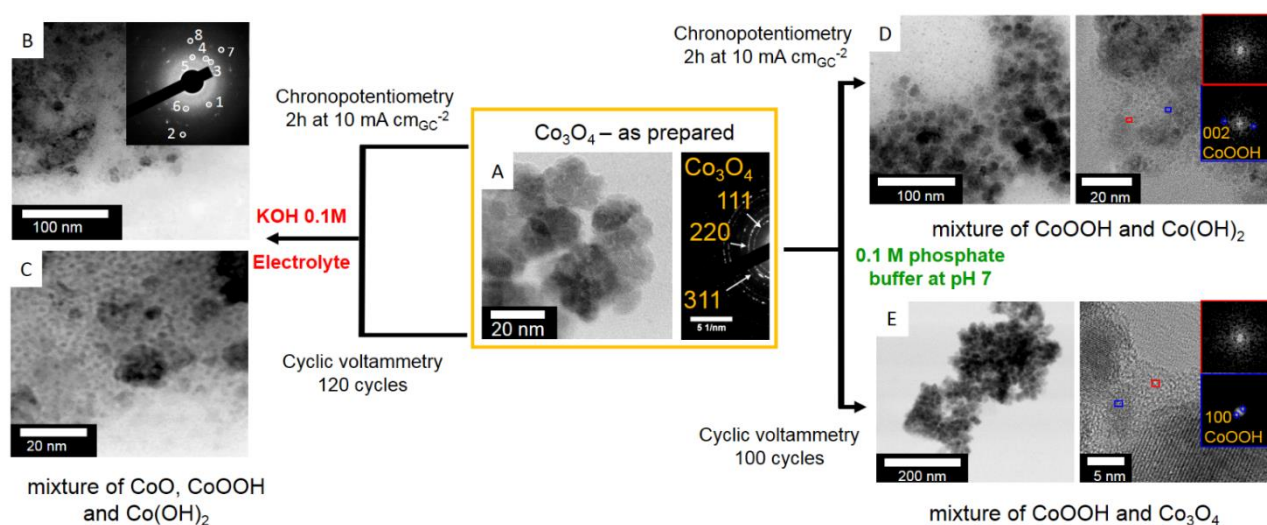 B
8
4
7
5
3
6
1
2
100 nm
C
20 nm
mixture of CoO, CoOOH
and Co(OH)₂
Chronopotentiometry
2h at 10 mA cm_GC⁻²
KOH 0.1M
Electrolyte
Cyclic voltammetry
120 cycles
Co₃O₄ – as prepared
A
20 nm
Co₃O₄
111
220
311
5 1/nm
Chronopotentiometry
2h at 10 mA cm_GC⁻²
0.1 M phosphate
buffer at pH 7
Cyclic voltammetry
100 cycles
D
100 nm
20 nm
002
CoOOH
mixture of CoOOH and Co(OH)₂
E
200 nm
5 nm
100
CoOOH
mixture of CoOOH and Co₃O₄